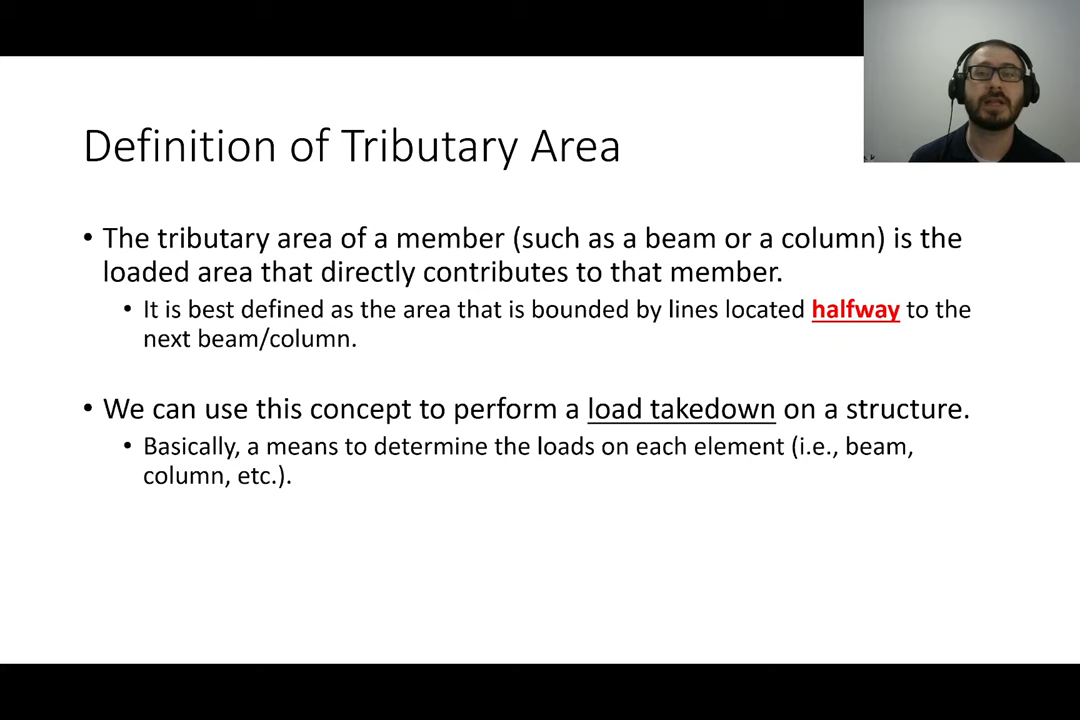 Definition of Tributary Area
• The tributary area of a member (such as a beam or a column) is the
loaded area that directly contributes to that member.
• It is best defined as the area that is bounded by lines located halfway to the
next beam/column.
• We can use this concept to perform a load takedown on a structure.
• Basically, a means to determine the loads on each element (i.e., beam,
column, etc.).